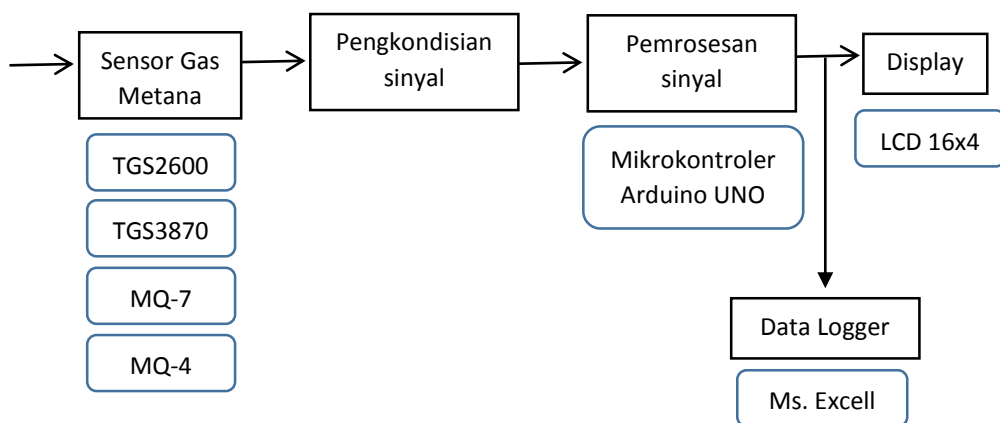 Sensor Gas
Metana
Pengkondisian
sinyal
Pemrosesan
sinyal
Display
TGS2600
TGS3870
MQ-7
MQ-4
Mikrokontroler
Arduino UNO
LCD 16x4
Data Logger
Ms. Excell